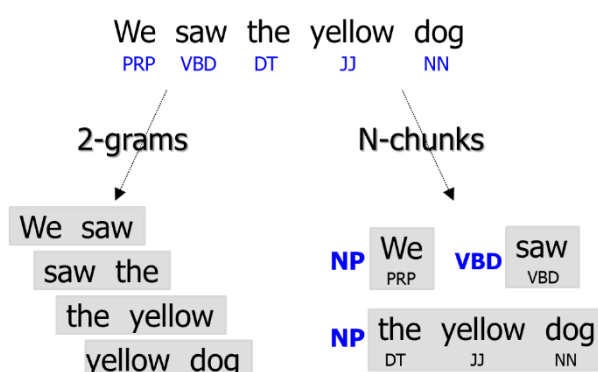 We saw the yellow dog
PRP VBD DT JJ NN
2-grams N-chunks
We saw
saw the
the yellow
yellow dog
NP We VBD saw
PRP VBD
NP the yellow dog
DT JJ NN